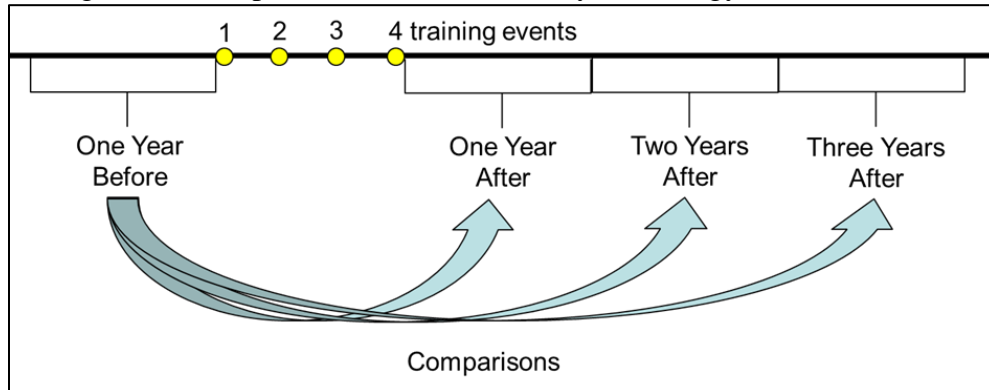 1 2 3 4 training events
One Year
Before
One Year
After
Two Years
After
Three Years
After
Comparisons